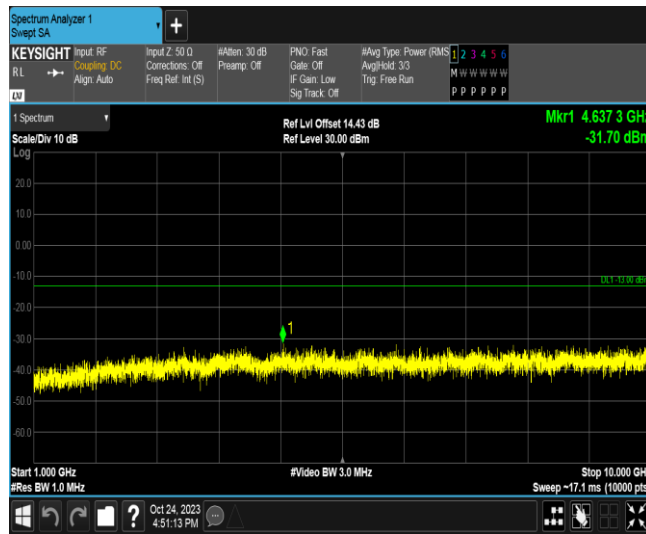 Spectrum Analyzer 1
Swept SA
KEYSIGHT
R L
LXI
Input: RF
Coupling: DC
Align: Auto
Input Z: 50 Ω
Corrections: Off
Freq Ref: Int (S)
#Atten: 30 dB
Preamp: Off
PNO: Fast
Gate: Off
IF Gain: Low
Sig Track: Off
#Avg Type: Power (RMS
Avg|Hold: 3/3
Trig: Free Run
1 2 3 4 5 6
M W W W W W
P P P P P P
1 Spectrum
Scale/Div 10 dB
Log
Ref Lvl Offset 14.43 dB
Ref Level 30.00 dBm
Mkr1 4.637 3 GHz
-31.70 dBm
20.0
10.0
0.00
-10.0
DL1 -13.00 dBm
-20.0
-30.0
1
-40.0
-50.0
-60.0
Start 1.000 GHz
#Res BW 1.0 MHz
#Video BW 3.0 MHz
Stop 10.000 GH
Sweep ~17.1 ms (10000 pts
Oct 24, 2023
4:51:13 PM